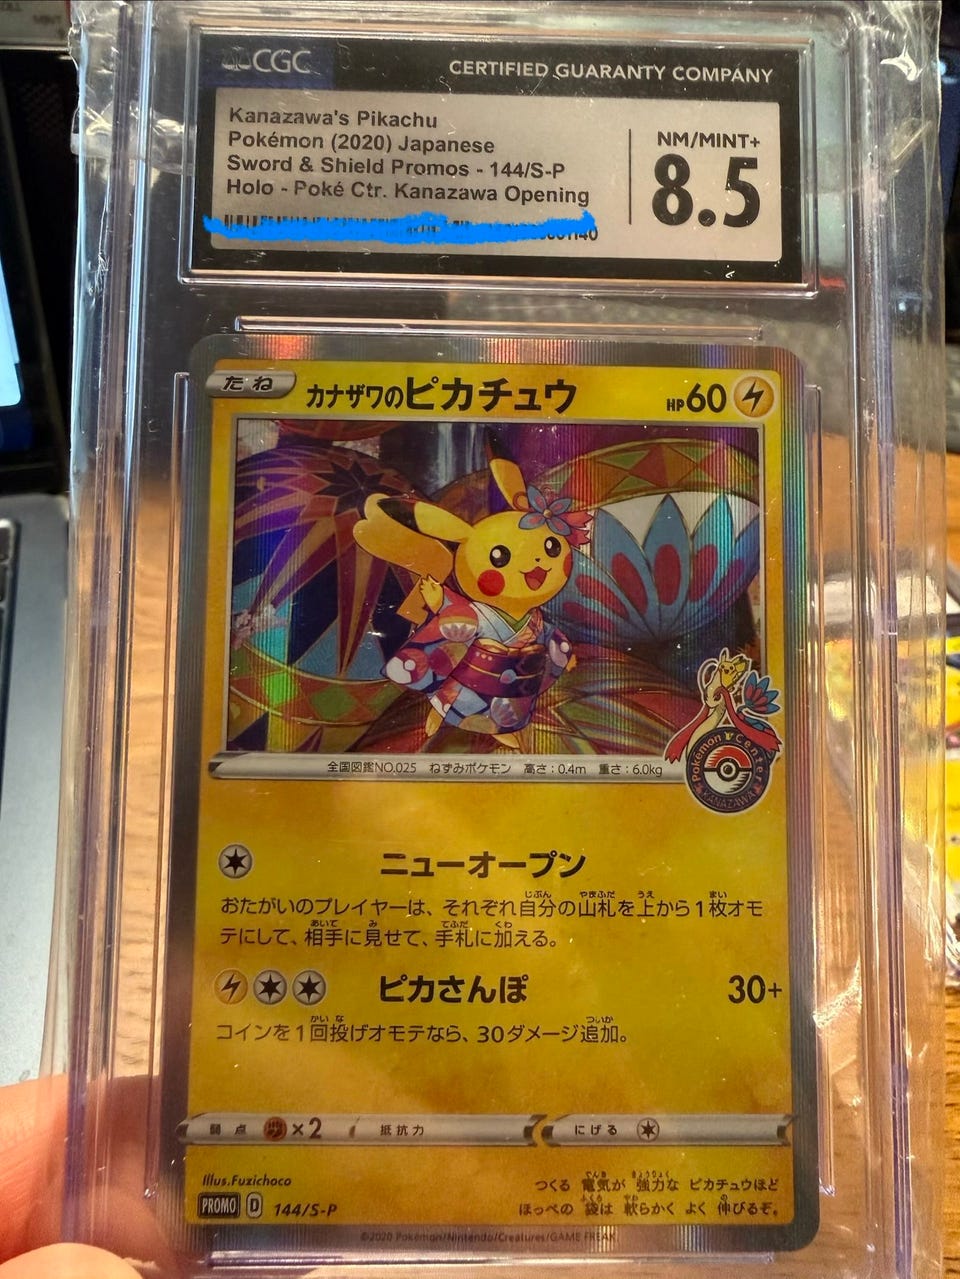 CGC
CERTIFIED GUARANTY COMPANY
Kanazawa's Pikachu
Pokémon (2020) Japanese
Sword & Shield Promos - 144/S-P
Holo - Poké Ctr. Kanazawa Opening
NM/MINT+
8.5
たね カナザワのピカチュウ HP60
Pokémon Center
KANAZAWA
全国図鑑NO.025 ねずみポケモン 高さ:0.4m 重さ:6.0kg
ニューオープン
おたがいのプレイヤーは、それぞれ自分の山札を上から1枚オモ
テにして、相手に見せて、手札に加える。
ピカさんぽ 30+
コインを1回投げオモテなら、30ダメージ追加。
弱点 ×2 抵抗力 にげる
Illus.Fuzichoco
PROMO D 144/S-P
つくる 電気が 強力な ピカチュウほど
ほっぺの 袋は 軟らかく よく 伸びるぞ。
©2020 Pokémon/Nintendo/Creatures/GAME FREAK.